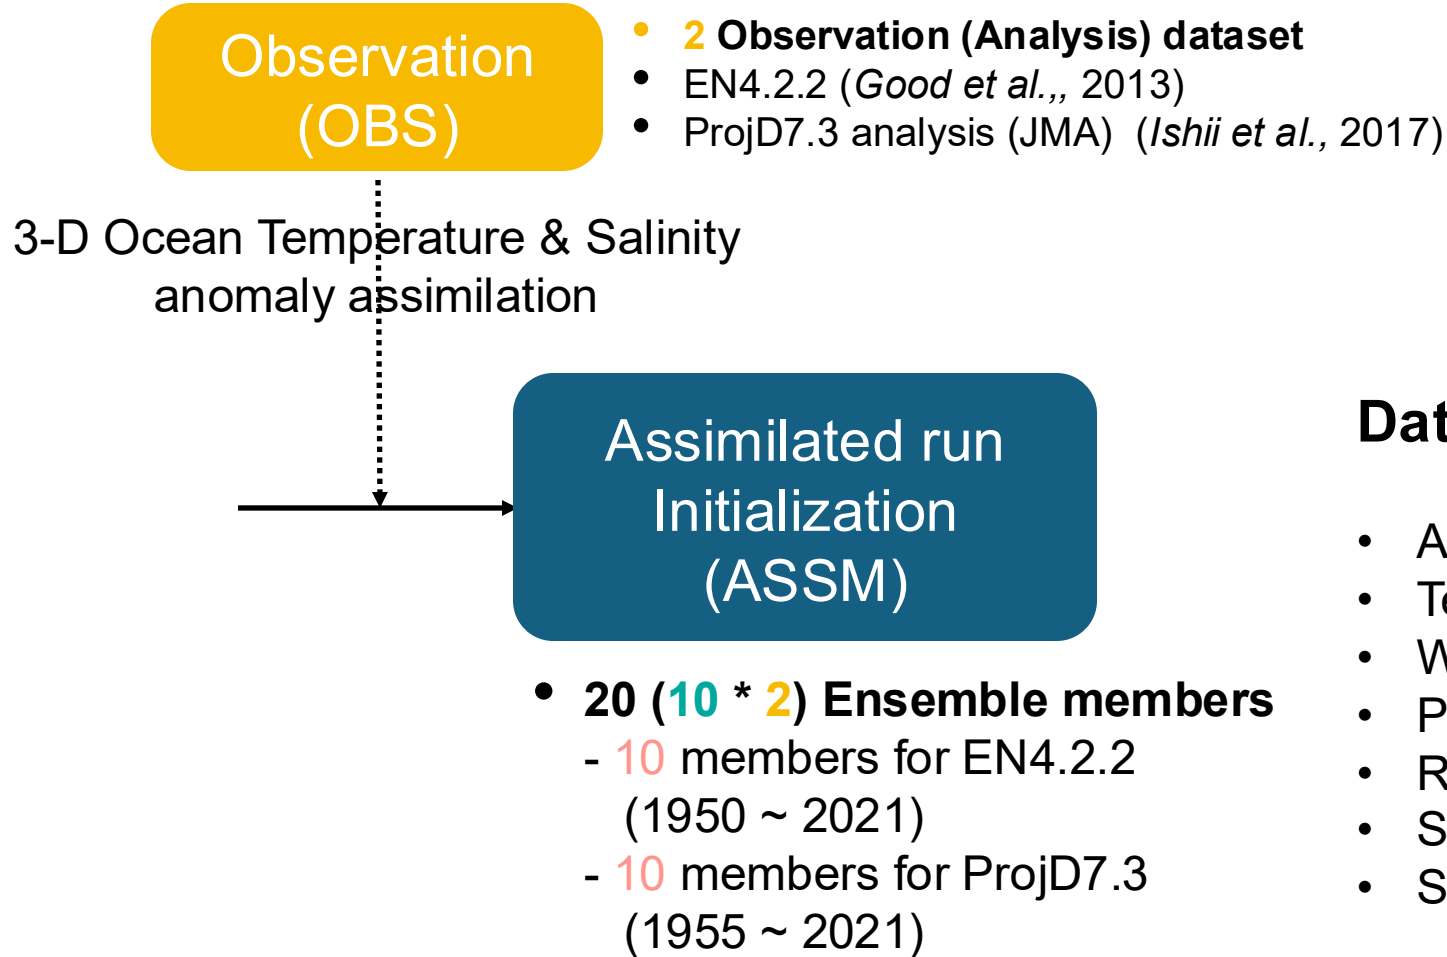 Observation
(OBS)
• 2 Observation (Analysis) dataset
• EN4.2.2 (Good et al.,, 2013)
• ProjD7.3 analysis (JMA) (Ishii et al., 2017)
3-D Ocean Temperature & Salinity
anomaly assimilation
Assimilated run
Initialization
(ASSM)
• 20 (10 * 2) Ensemble members
- 10 members for EN4.2.2
(1950 ~ 2021)
- 10 members for ProjD7.3
(1955 ~ 2021)